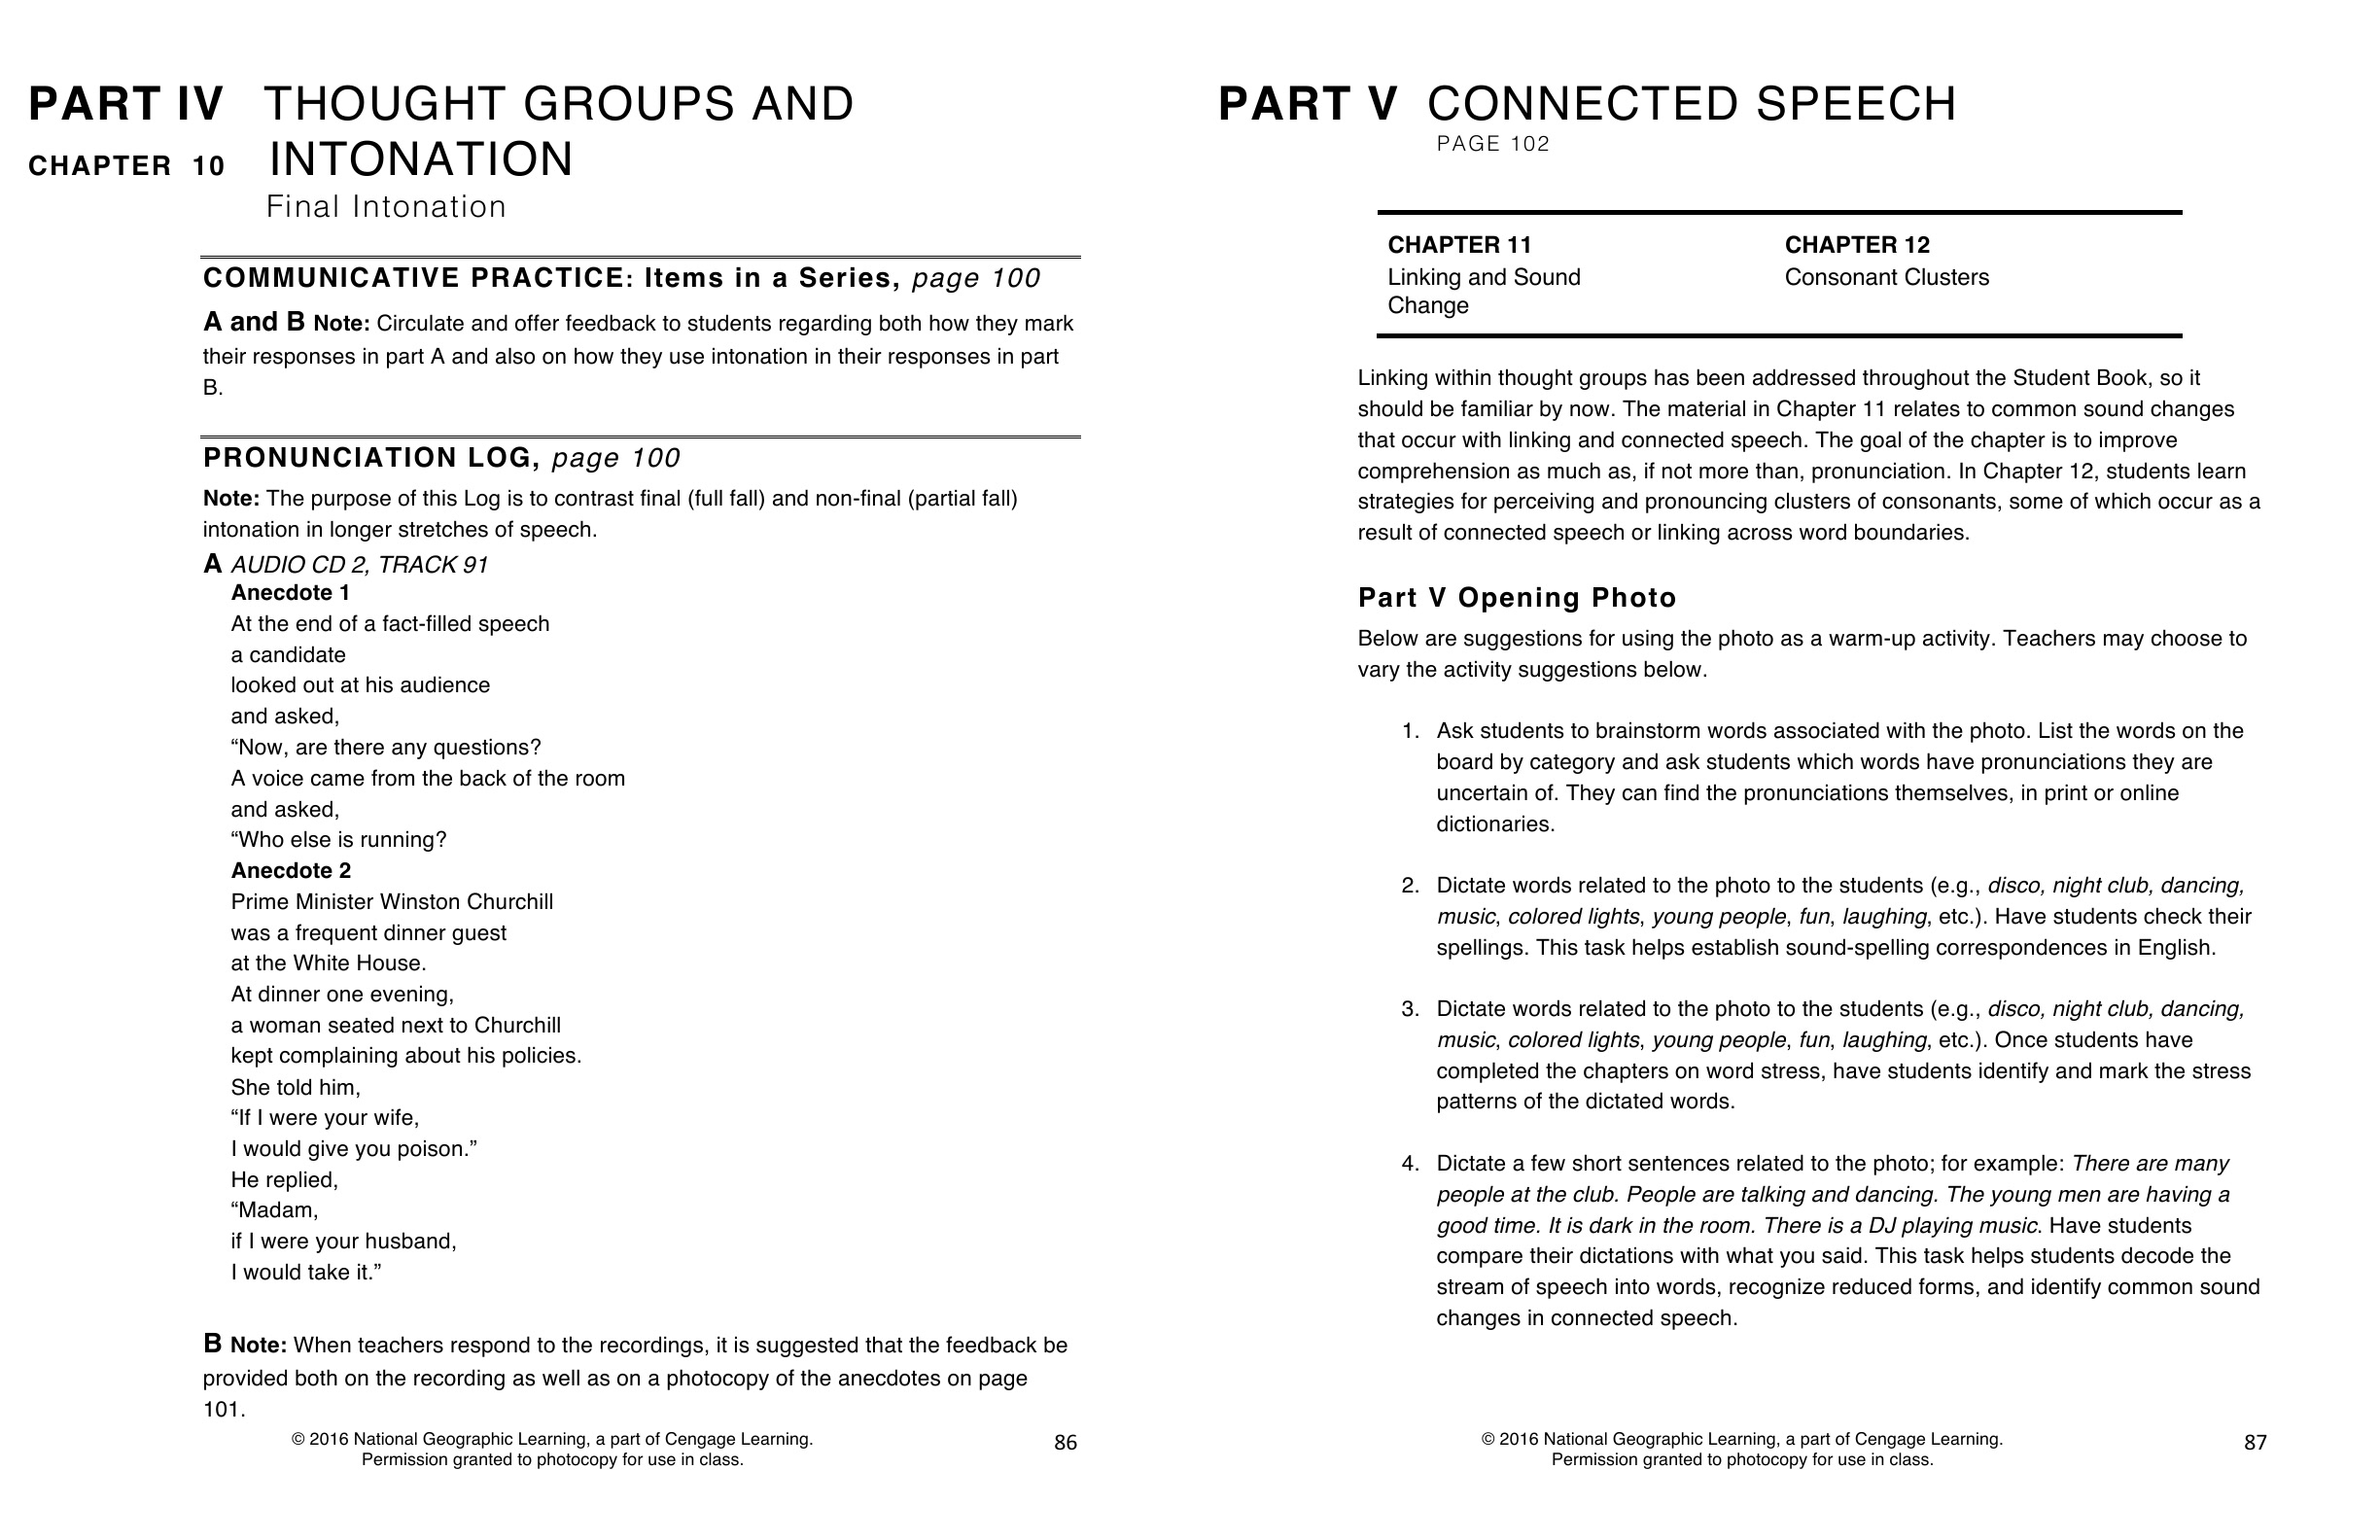 PART IV THOUGHT GROUPS AND
CHAPTER 10 INTONATION
Final Intonation
COMMUNICATIVE PRACTICE: Items in a Series, page 100
A and B Note: Circulate and offer feedback to students regarding both how they mark
their responses in part A and also on how they use intonation in their responses in part
B.
PRONUNCIATION LOG, page 100
Note: The purpose of this Log is to contrast final (full fall) and non-final (partial fall)
intonation in longer stretches of speech.
A AUDIO CD 2, TRACK 91
Anecdote 1
At the end of a fact-filled speech
a candidate
looked out at his audience
and asked,
“Now, are there any questions?
A voice came from the back of the room
and asked,
“Who else is running?
Anecdote 2
Prime Minister Winston Churchill
was a frequent dinner guest
at the White House.
At dinner one evening,
a woman seated next to Churchill
kept complaining about his policies.
She told him,
“If I were your wife,
I would give you poison.”
He replied,
“Madam,
if I were your husband,
I would take it.”
B Note: When teachers respond to the recordings, it is suggested that the feedback be
provided both on the recording as well as on a photocopy of the anecdotes on page
101.
© 2016 National Geographic Learning, a part of Cengage Learning.
Permission granted to photocopy for use in class.
86
PART V CONNECTED SPEECH
PAGE 102
CHAPTER 11
Linking and Sound
Change
CHAPTER 12
Consonant Clusters
Linking within thought groups has been addressed throughout the Student Book, so it
should be familiar by now. The material in Chapter 11 relates to common sound changes
that occur with linking and connected speech. The goal of the chapter is to improve
comprehension as much as, if not more than, pronunciation. In Chapter 12, students learn
strategies for perceiving and pronouncing clusters of consonants, some of which occur as a
result of connected speech or linking across word boundaries.
Part V Opening Photo
Below are suggestions for using the photo as a warm-up activity. Teachers may choose to
vary the activity suggestions below.
1. Ask students to brainstorm words associated with the photo. List the words on the
board by category and ask students which words have pronunciations they are
uncertain of. They can find the pronunciations themselves, in print or online
dictionaries.
2. Dictate words related to the photo to the students (e.g., disco, night club, dancing,
music, colored lights, young people, fun, laughing, etc.). Have students check their
spellings. This task helps establish sound-spelling correspondences in English.
3. Dictate words related to the photo to the students (e.g., disco, night club, dancing,
music, colored lights, young people, fun, laughing, etc.). Once students have
completed the chapters on word stress, have students identify and mark the stress
patterns of the dictated words.
4. Dictate a few short sentences related to the photo; for example: There are many
people at the club. People are talking and dancing. The young men are having a
good time. It is dark in the room. There is a DJ playing music. Have students
compare their dictations with what you said. This task helps students decode the
stream of speech into words, recognize reduced forms, and identify common sound
changes in connected speech.
© 2016 National Geographic Learning, a part of Cengage Learning.
Permission granted to photocopy for use in class.
87